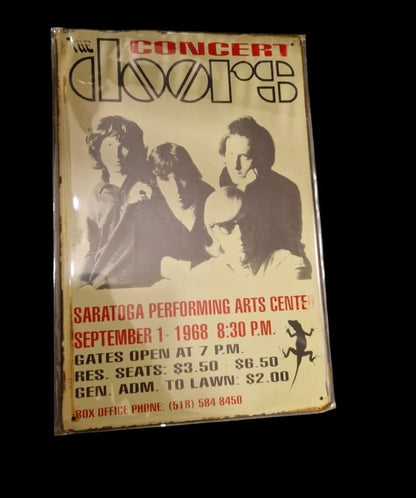 THE CONCERT
doors
SARATOGA PERFORMING ARTS CENTER
SEPTEMBER 1 - 1968 8:30 P.M.
GATES OPEN AT 7 P.M.
RES. SEATS: $3.50 - $6.50
GEN. ADM. TO LAWN: $2.00
BOX OFFICE PHONE: (518) 584 8450